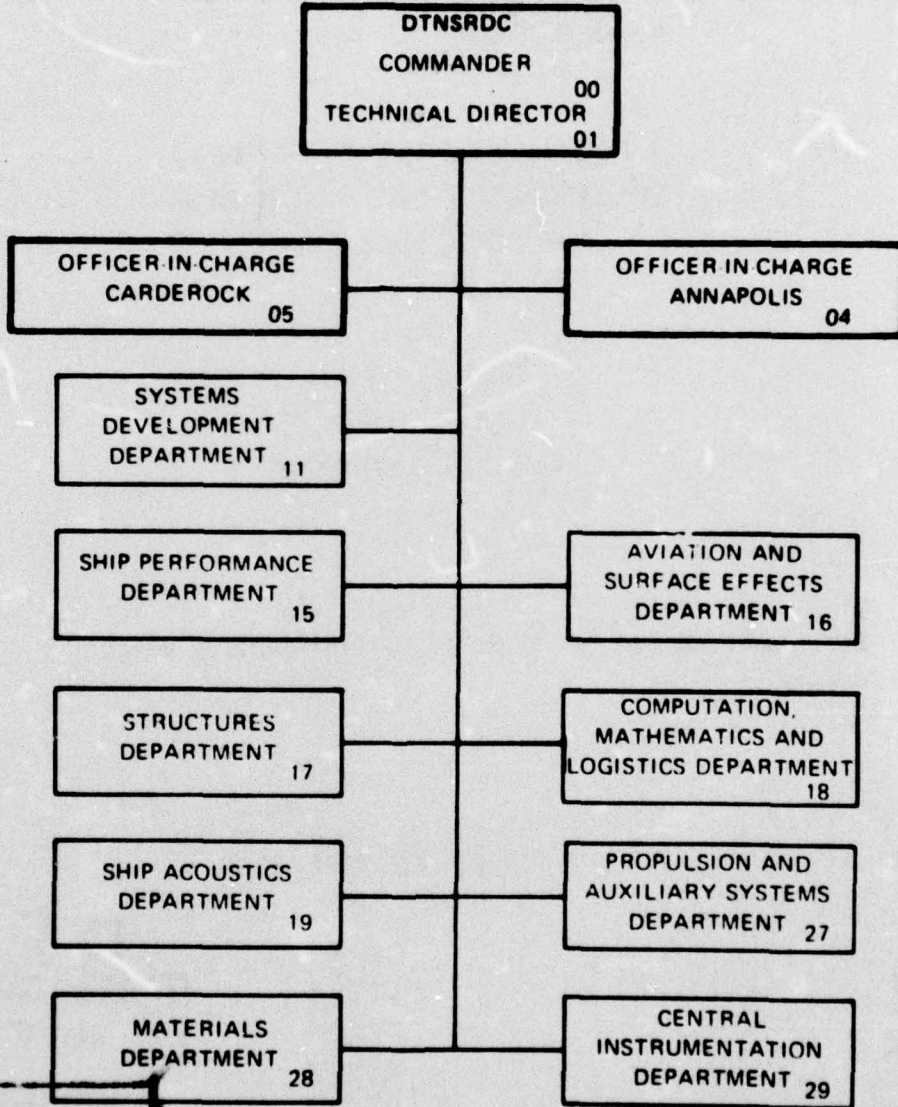 DTNSRDC
COMMANDER
00
TECHNICAL DIRECTOR
01
OFFICER-IN-CHARGE
CARDEROCK
05
OFFICER-IN-CHARGE
ANNAPOLIS
04
SYSTEMS
DEVELOPMENT
DEPARTMENT
11
SHIP PERFORMANCE
DEPARTMENT
15
AVIATION AND
SURFACE EFFECTS
DEPARTMENT 16
STRUCTURES
DEPARTMENT
17
COMPUTATION,
MATHEMATICS AND
LOGISTICS DEPARTMENT
18
SHIP ACOUSTICS
DEPARTMENT
19
PROPULSION AND
AUXILIARY SYSTEMS
DEPARTMENT 27
MATERIALS
DEPARTMENT
28
CENTRAL
INSTRUMENTATION
DEPARTMENT 29